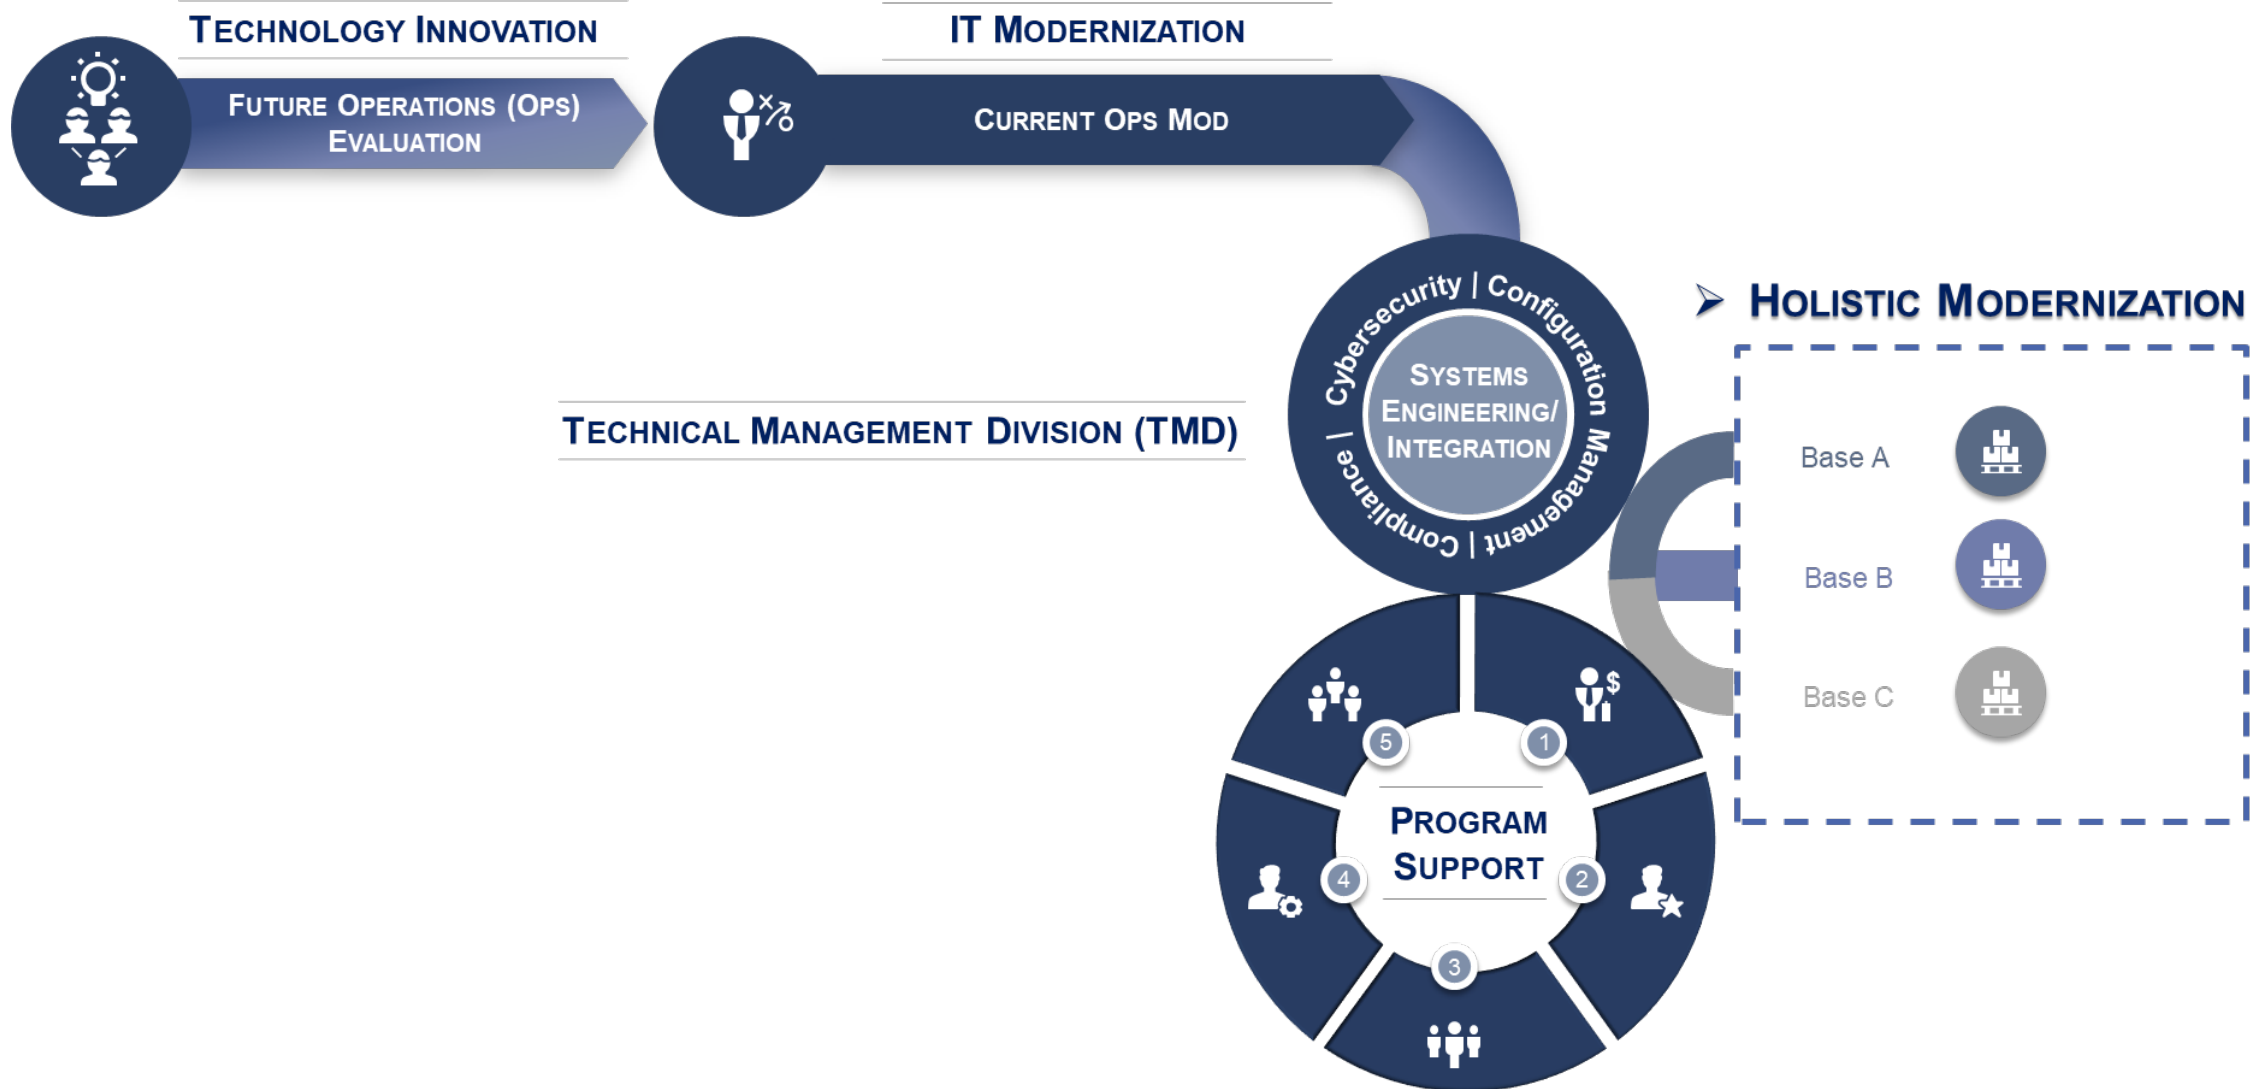 TECHNOLOGY INNOVATION
FUTURE OPERATIONS (OPS)
EVALUATION
IT MODERNIZATION
CURRENT OPS MOD
Cybersecurity | Configuration Management | Compliance |
SYSTEMS
ENGINEERING/
INTEGRATION
TECHNICAL MANAGEMENT DIVISION (TMD)
➢ HOLISTIC MODERNIZATION
Base A
Base B
Base C
$
5
1
PROGRAM
SUPPORT
4
2
3